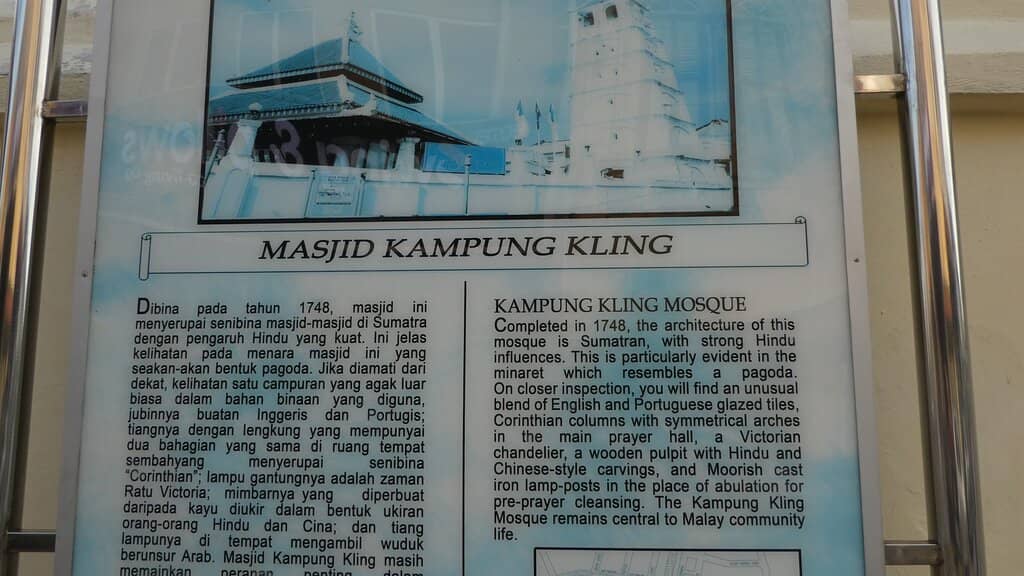 MASJID KAMPUNG KLING
Dibina pada tahun 1748, masjid ini
menyerupai senibina masjid-masjid di Sumatra
dengan pengaruh Hindu yang kuat. Ini jelas
kelihatan pada menara masjid ini yang
seakan-akan bentuk pagoda. Jika diamati dari
dekat, kelihatan satu campuran yang agak luar
biasa dalam bahan binaan yang diguna,
jubinnya buatan Inggeris dan Portugis;
tiangnya dengan lengkung yang mempunyai
dua bahagian yang sama di ruang tempat
sembahyang menyerupai senibina
“Corinthian”; lampu gantungnya adalah zaman
Ratu Victoria; mimbarnya yang diperbuat
daripada kayu diukir dalam bentuk ukiran
orang-orang Hindu dan Cina; dan tiang
lampunya di tempat mengambil wuduk
berunsur Arab. Masjid Kampung Kling masih
memainkan peranan penting dalam
KAMPUNG KLING MOSQUE
Completed in 1748, the architecture of this
mosque is Sumatran, with strong Hindu
influences. This is particularly evident in the
minaret which resembles a pagoda.
On closer inspection, you will find an unusual
blend of English and Portuguese glazed tiles,
Corinthian columns with symmetrical arches
in the main prayer hall, a Victorian
chandelier, a wooden pulpit with Hindu and
Chinese-style carvings, and Moorish cast
iron lamp-posts in the place of abulation for
pre-prayer cleansing. The Kampung Kling
Mosque remains central to Malay community
life.